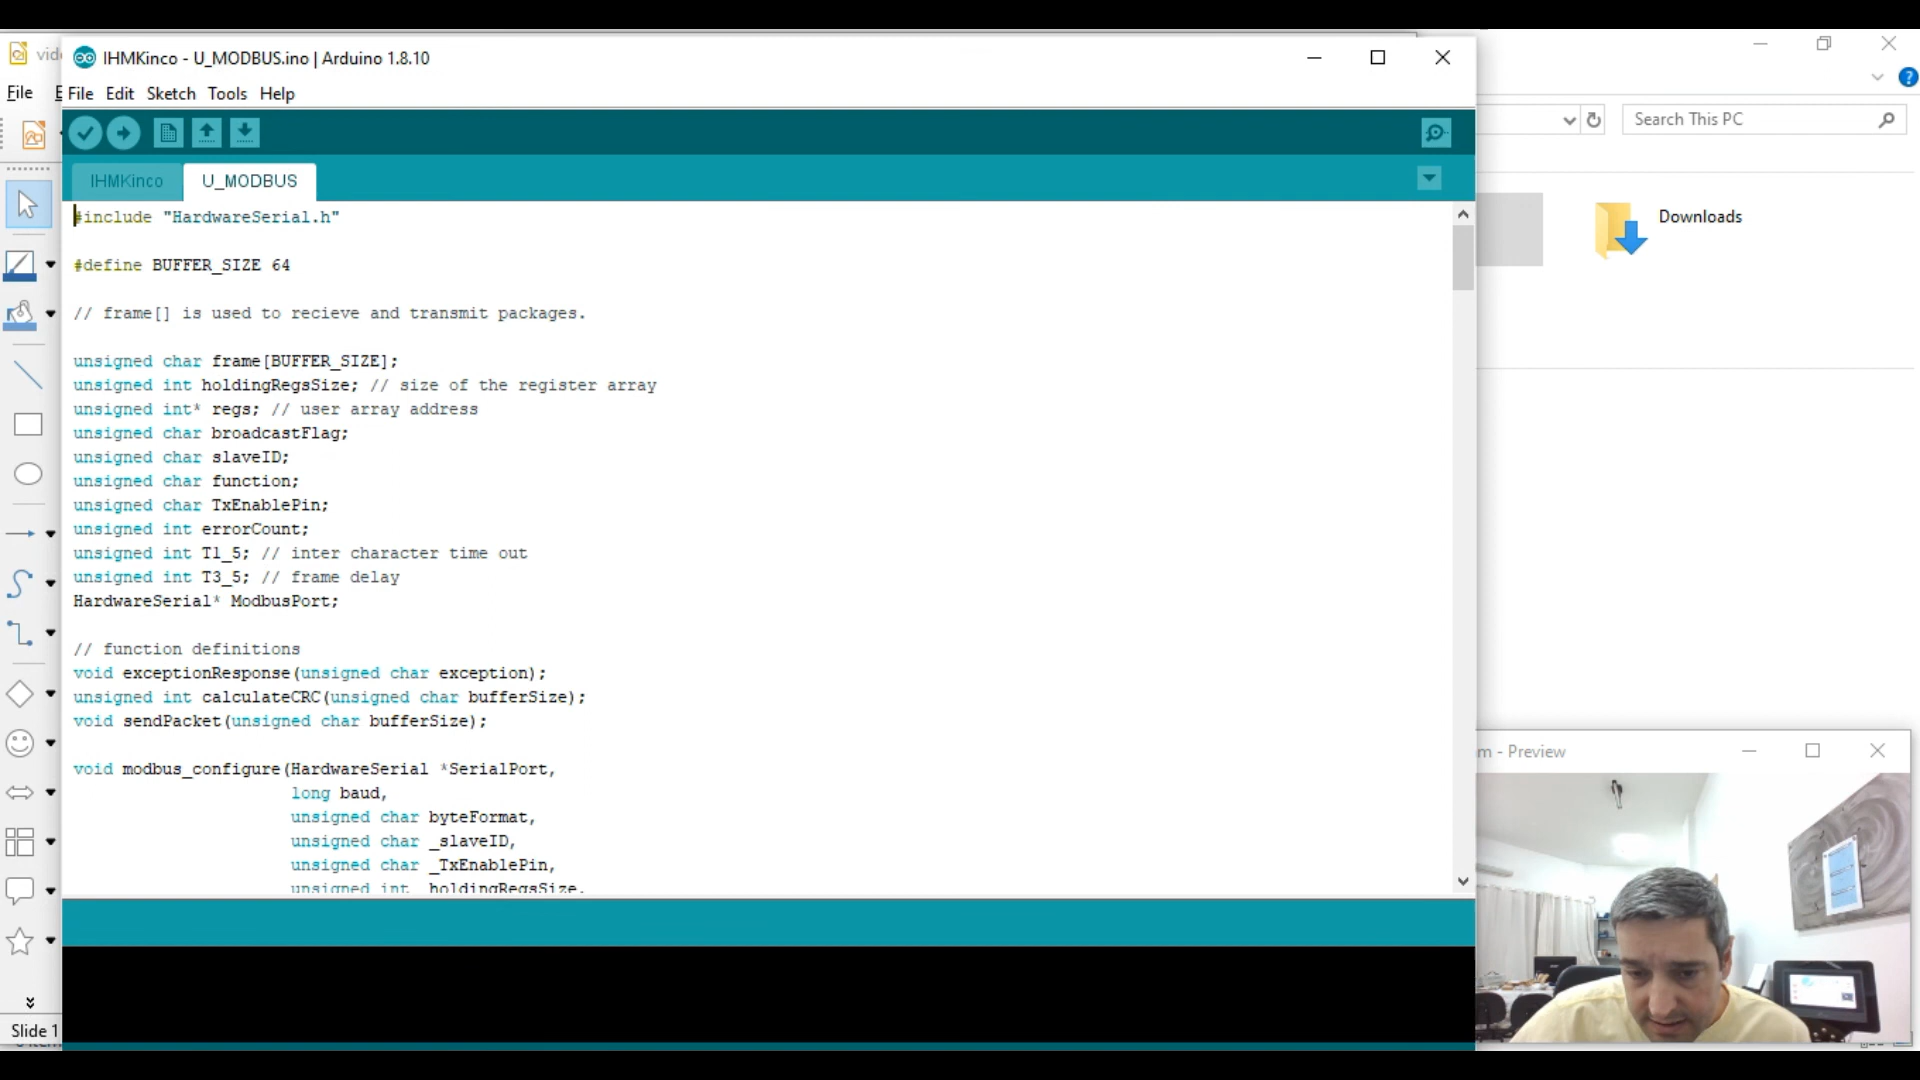 vide
IHMKinco - U_MODBUS.ino | Arduino 1.8.10
File
File Edit Sketch Tools Help
Search This PC
IHMKinco
U_MODBUS
Downloads
#include "HardwareSerial.h"
#define BUFFER_SIZE 64
// frame[] is used to recieve and transmit packages.
unsigned char frame[BUFFER_SIZE];
unsigned int holdingRegsSize; // size of the register array
unsigned int* regs; // user array address
unsigned char broadcastFlag;
unsigned char slaveID;
unsigned char function;
unsigned char TxEnablePin;
unsigned int errorCount;
unsigned int T1_5; // inter character time out
unsigned int T3_5; // frame delay
HardwareSerial* ModbusPort;
// function definitions
void exceptionResponse(unsigned char exception);
unsigned int calculateCRC(unsigned char bufferSize);
void sendPacket(unsigned char bufferSize);
void modbus_configure(HardwareSerial *SerialPort,
long baud,
unsigned char byteFormat,
unsigned char _slaveID,
unsigned char _TxEnablePin,
unsigned int _holdingRegsSize,
m - Preview
Slide 1